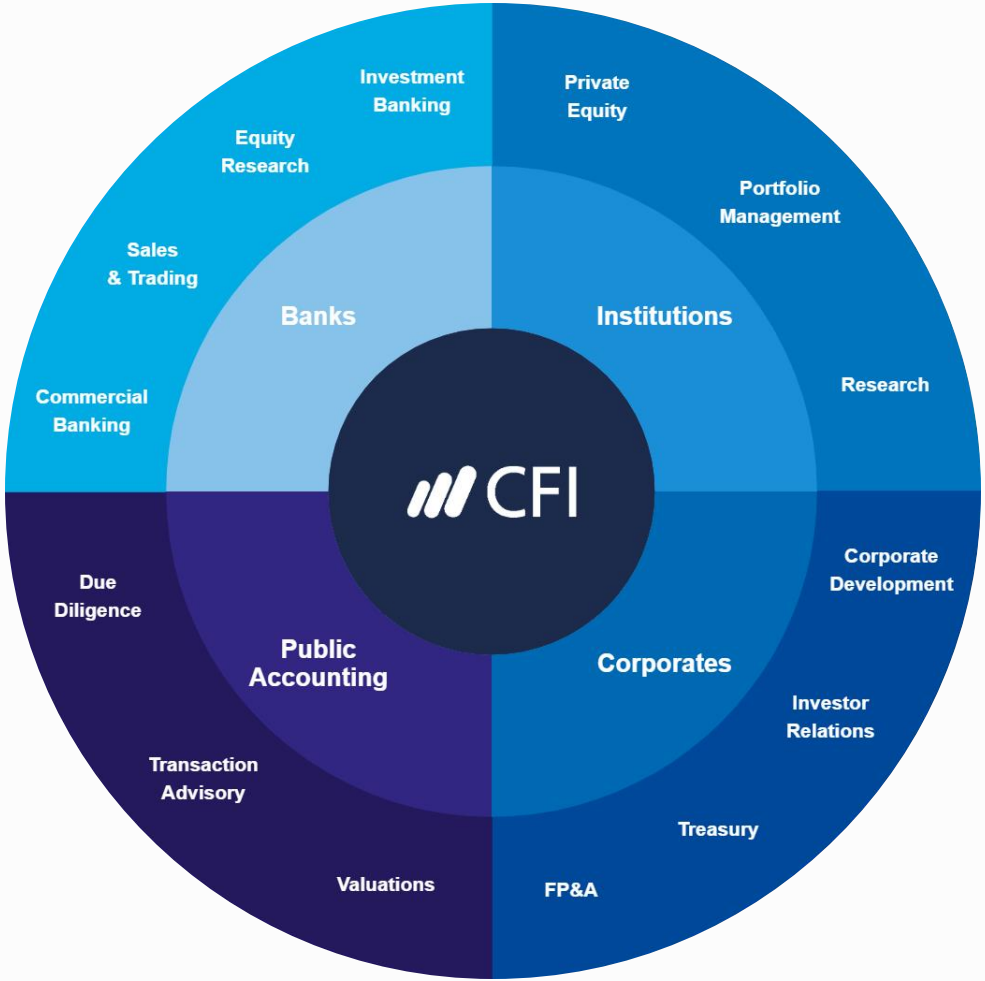 Investment
Banking
Equity
Research
Sales
& Trading
Commercial
Banking
Banks
Private
Equity
Portfolio
Management
Research
Institutions
CFI
Due
Diligence
Transaction
Advisory
Valuations
Public
Accounting
Corporate
Development
Investor
Relations
Treasury
FP&A
Corporates